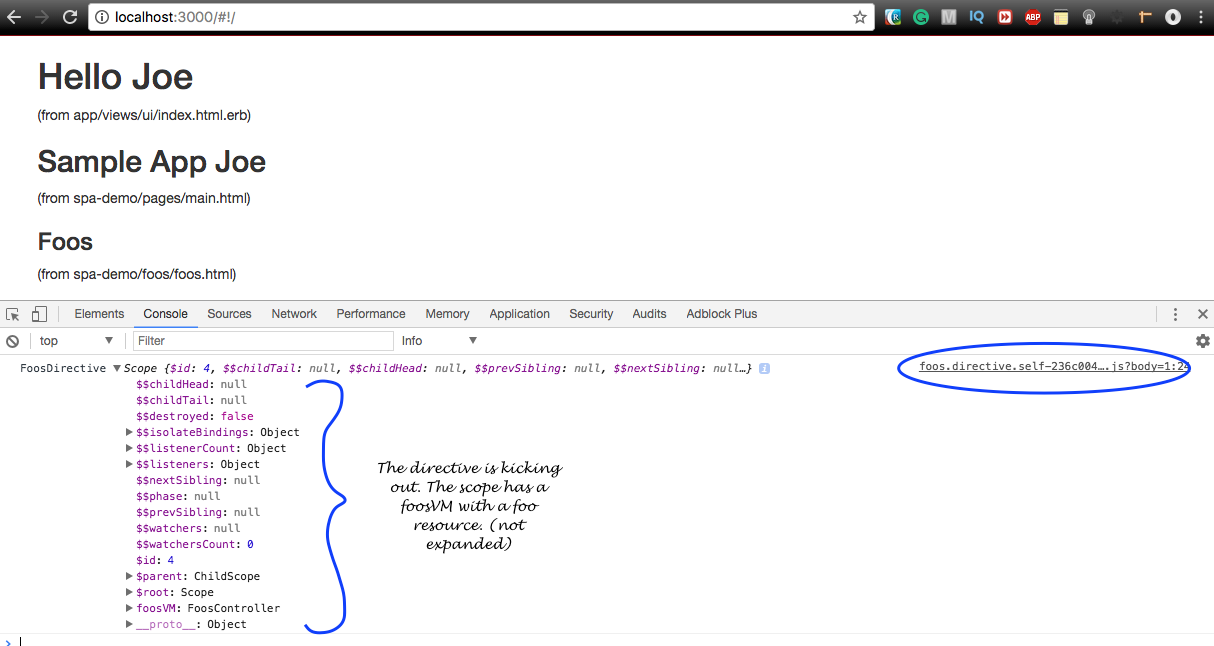 localhost:3000/#!/
IQ
ABP
Hello Joe
(from app/views/ui/index.html.erb)
Sample App Joe
(from spa-demo/pages/main.html)
Foos
(from spa-demo/foos/foos.html)
Elements Console Sources Network Performance Memory Application Security Audits Adblock Plus
top Filter Info
FoosDirective Scope {$id: 4, $$childTail: null, $$childHead: null, $$prevSibling: null, $$nextSibling: null…} foos.directive.self-236c004….js?body=1:24
$$childHead: null
$$childTail: null
$$destroyed: false
$$isolateBindings: Object
$$listenerCount: Object
$$listeners: Object
$$nextSibling: null
$$phase: null
$$prevSibling: null
$$watchers: null
$$watchersCount: 0
$id: 4
$parent: ChildScope
$root: Scope
foosVM: FoosController
__proto__: Object
The directive is kicking
out. The scope has a
foosVM with a foo
resource. (not
expanded)